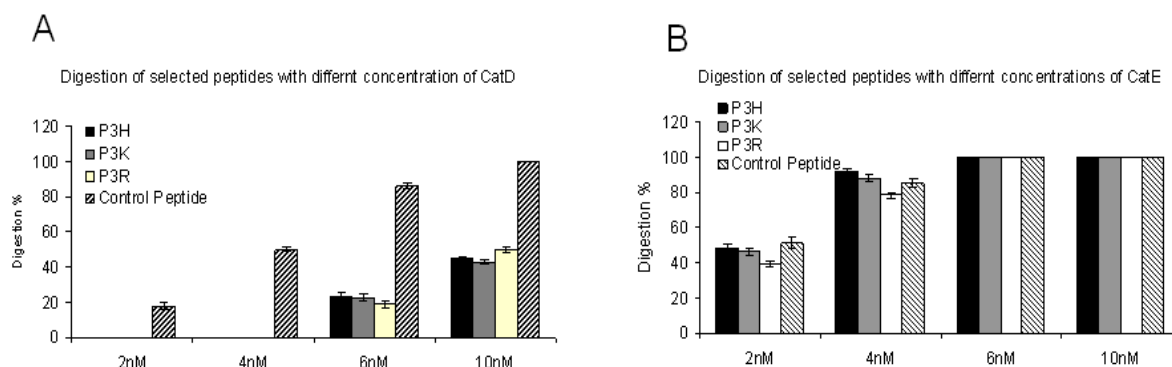 A
Digestion of selected peptides with differnt concentration of CatD
Digestion %
120
100
80
60
40
20
0
P3H
P3K
P3R
Control Peptide
2nM 4nM 6nM 10nM
B
Digestion of selected peptides with differnt concentrations of CatE
Digestion %
120
100
80
60
40
20
0
P3H
P3K
P3R
Control Peptide
2nM 4nM 6nM 10nM